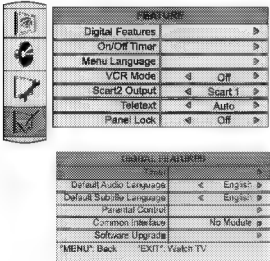 FEATURE
Digital Features
On/Off Timer
Menu Language
VCR Mode Off
Scart2 Output Scart 1
Teletext Auto
Panel Lock Off
DIGITAL FEATURES
Timer
Default Audio Language English
Default Subtitle Language English
Parental Control
Common Interface No Module
Software Upgrade
"MENU": Back "EXIT": Watch TV